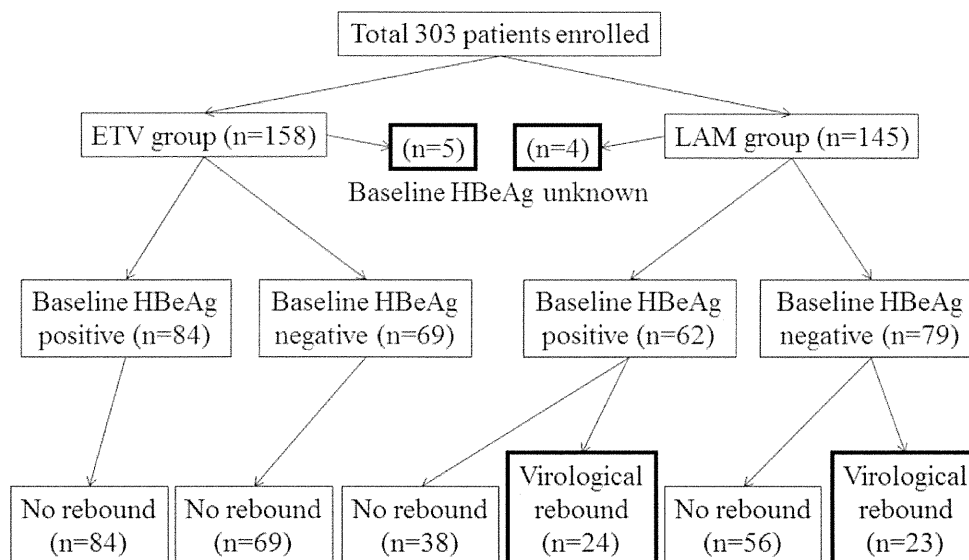 Total 303 patients enrolled
ETV group (n=158)
(n=5)
(n=4)
LAM group (n=145)
Baseline HBeAg unknown
Baseline HBeAg
positive (n=84)
Baseline HBeAg
negative (n=69)
Baseline HBeAg
positive (n=62)
Baseline HBeAg
negative (n=79)
No rebound
(n=84)
No rebound
(n=69)
No rebound
(n=38)
Virological
rebound
(n=24)
No rebound
(n=56)
Virological
rebound
(n=23)